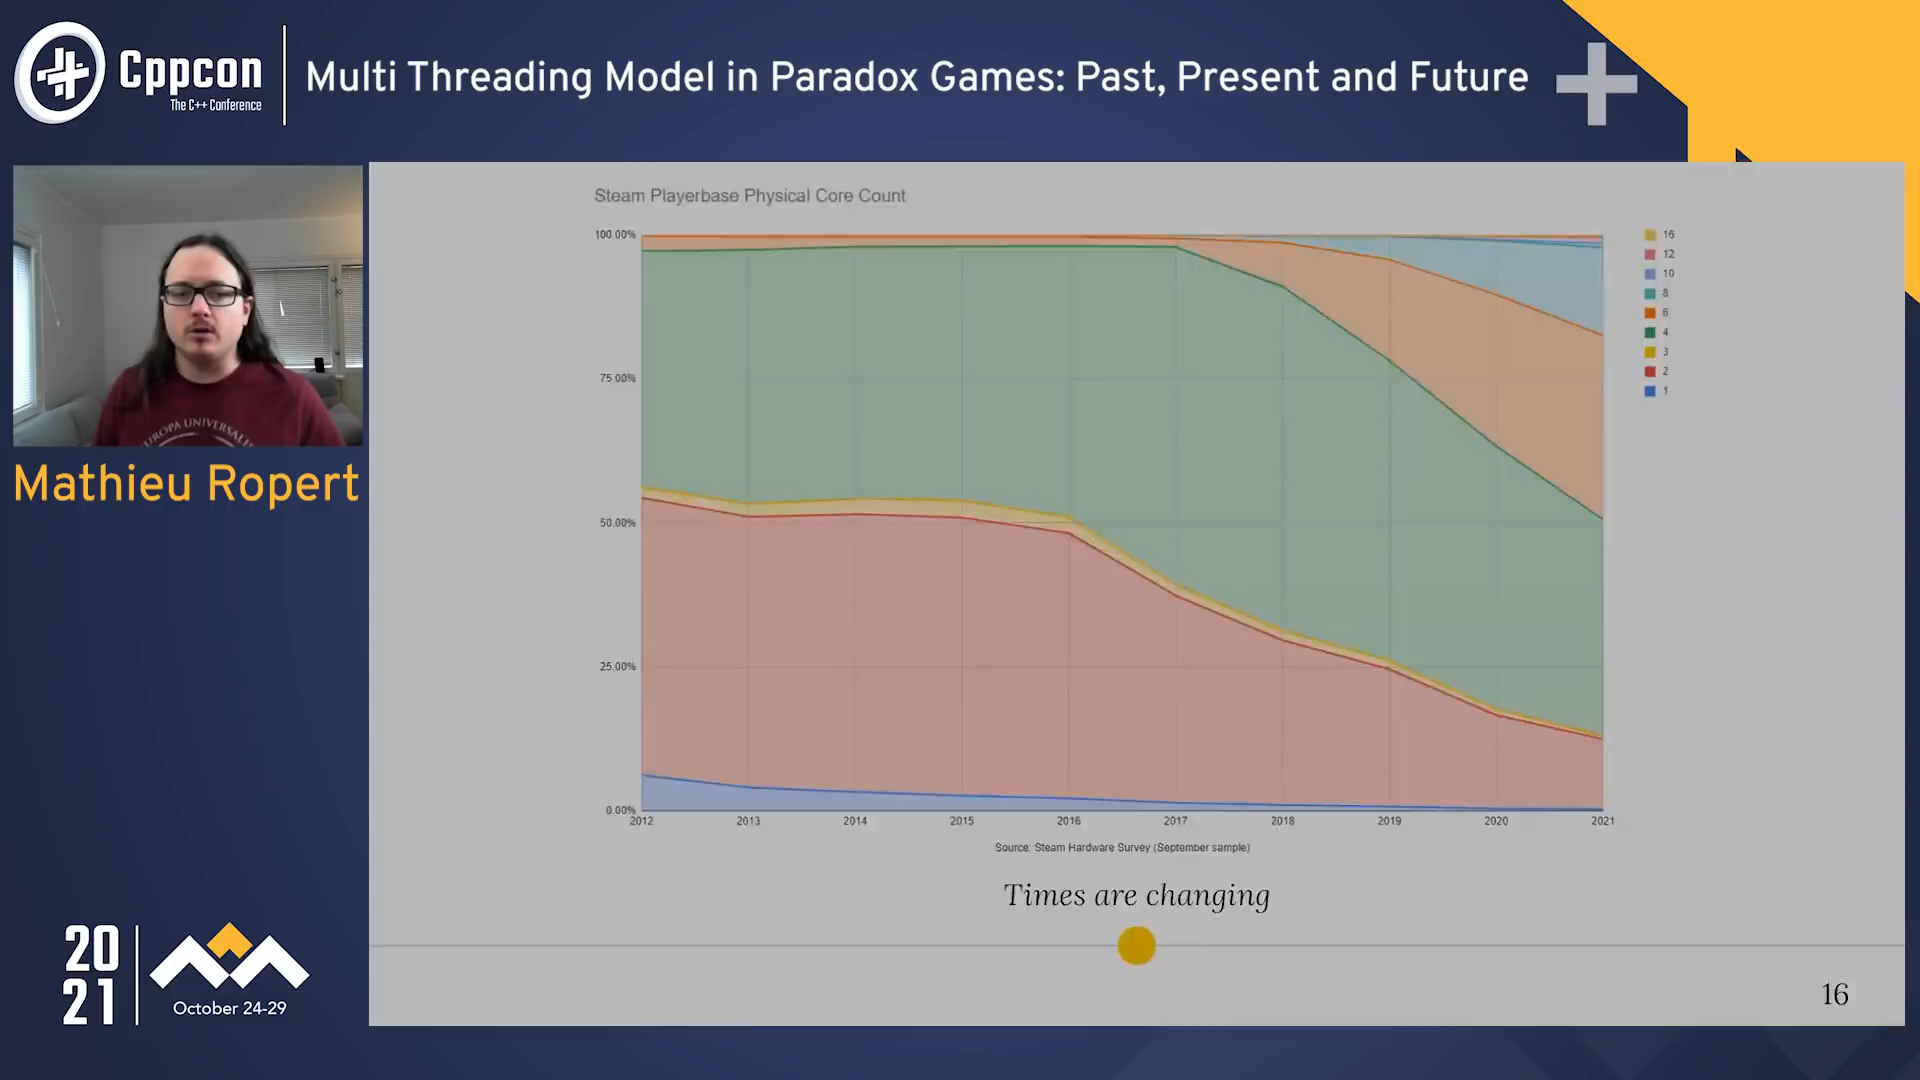 Cppcon
The C++ Conference
Multi Threading Model in Paradox Games: Past, Present and Future
UROPA UNIVERSALI
Mathieu Ropert
20
21
October 24-29
Steam Playerbase Physical Core Count
100.00%
75.00%
50.00%
25.00%
0.00%
2012 2013 2014 2015 2016 2017 2018 2019 2020 2021
16
12
10
8
6
4
3
2
1
Source: Steam Hardware Survey (September sample)
Times are changing
16